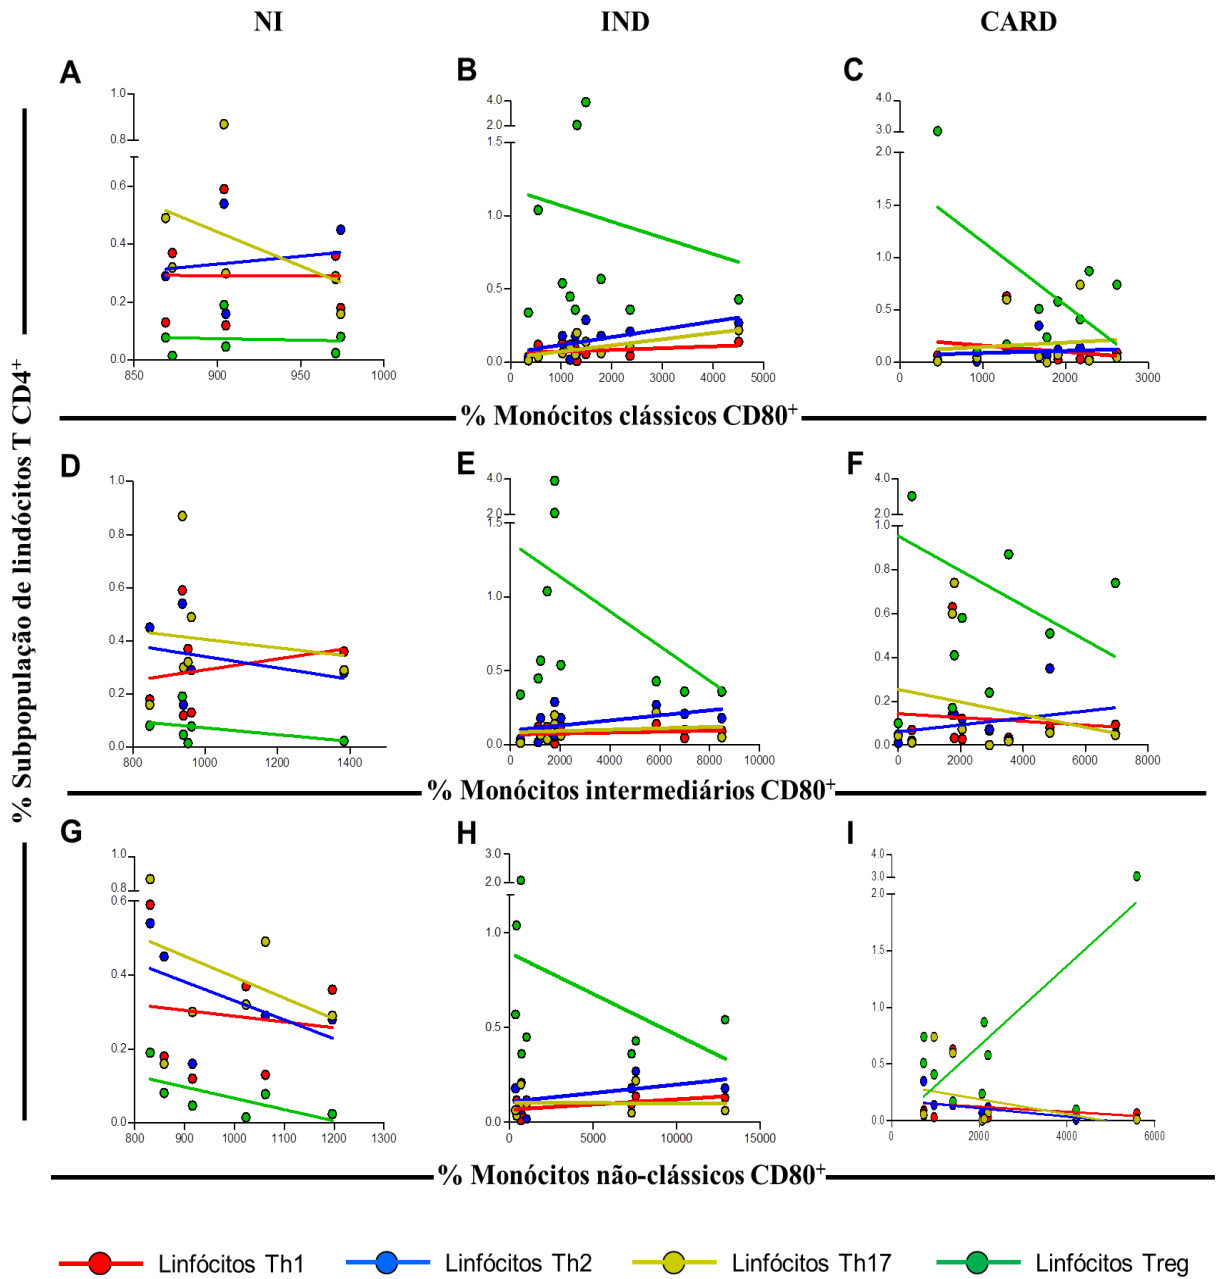 NI IND CARD
A B C
1.0 4.0 4.0
0.8 2.0 3.0
0.6 1.5 2.0
0.4 1.0 1.5
0.2 0.5 1.0
0.0 0.0 0.5
0.0
850 900 950 1000 0 1000 2000 3000 4000 5000 0 1000 2000 3000
% Monócitos clássicos CD80+
D E F
1.0 4.0 4.0
0.8 2.0 2.0
0.6 1.5 1.0
0.4 1.0 0.8
0.2 0.5 0.6
0.0 0.0 0.4
0.2
0.0
800 1000 1200 1400 0 2000 4000 6000 8000 10000 0 2000 4000 6000 8000
% Monócitos intermediários CD80+
G H I
1.0 3.0 4.0
0.8 2.0 3.0
0.6 1.0 2.0
0.4 0.5 1.5
0.2 0.0 1.0
0.0 0.5
0.0
800 900 1000 1100 1200 1300 0 5000 10000 15000 0 2000 4000 6000
% Monócitos não-clássicos CD80+
% Subpopulação de lindócitos T CD4+
Linfócitos Th1 Linfócitos Th2 Linfócitos Th17 Linfócitos Treg